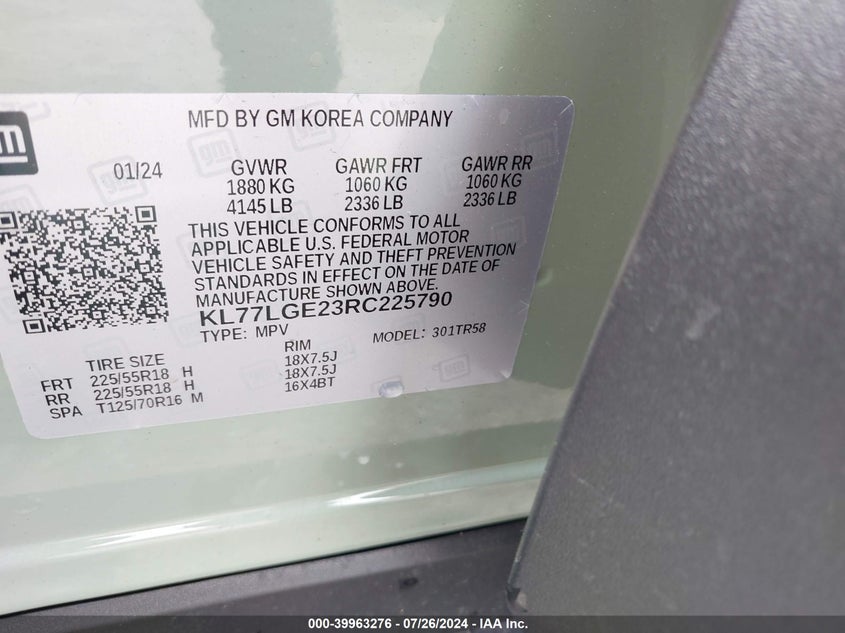 gm
MFD BY GM KOREA COMPANY
01/24 GVWR GAWR FRT GAWR RR
1880 KG 1060 KG 1060 KG
4145 LB 2336 LB 2336 LB
THIS VEHICLE CONFORMS TO ALL
APPLICABLE U.S. FEDERAL MOTOR
VEHICLE SAFETY AND THEFT PREVENTION
STANDARDS IN EFFECT ON THE DATE OF
MANUFACTURE SHOWN ABOVE.
KL77LGE23RC225790
TYPE: MPV MODEL: 301TR58
TIRE SIZE RIM
FRT 225/55R18 H 18X7.5J
RR 225/55R18 H 18X7.5J
SPA T125/70R16 M 16X4BT
000-39963276 - 07/26/2024 - IAA Inc.